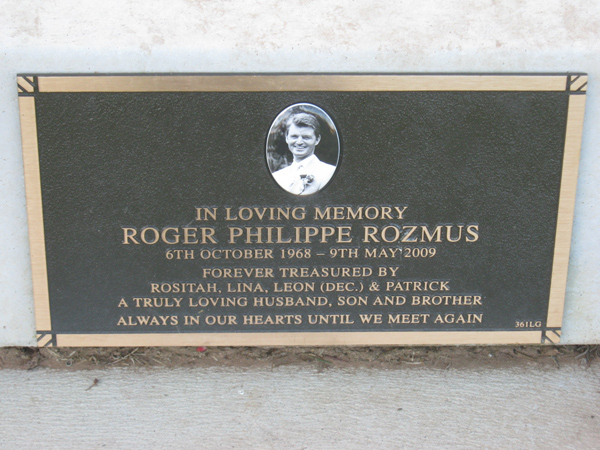 IN LOVING MEMORY
ROGER PHILIPPE ROZMUS
6TH OCTOBER 1968 – 9TH MAY 2009
FOREVER TREASURED BY
ROSITAH, LINA, LEON (DEC.) & PATRICK
A TRULY LOVING HUSBAND, SON AND BROTHER
ALWAYS IN OUR HEARTS UNTIL WE MEET AGAIN
361LG